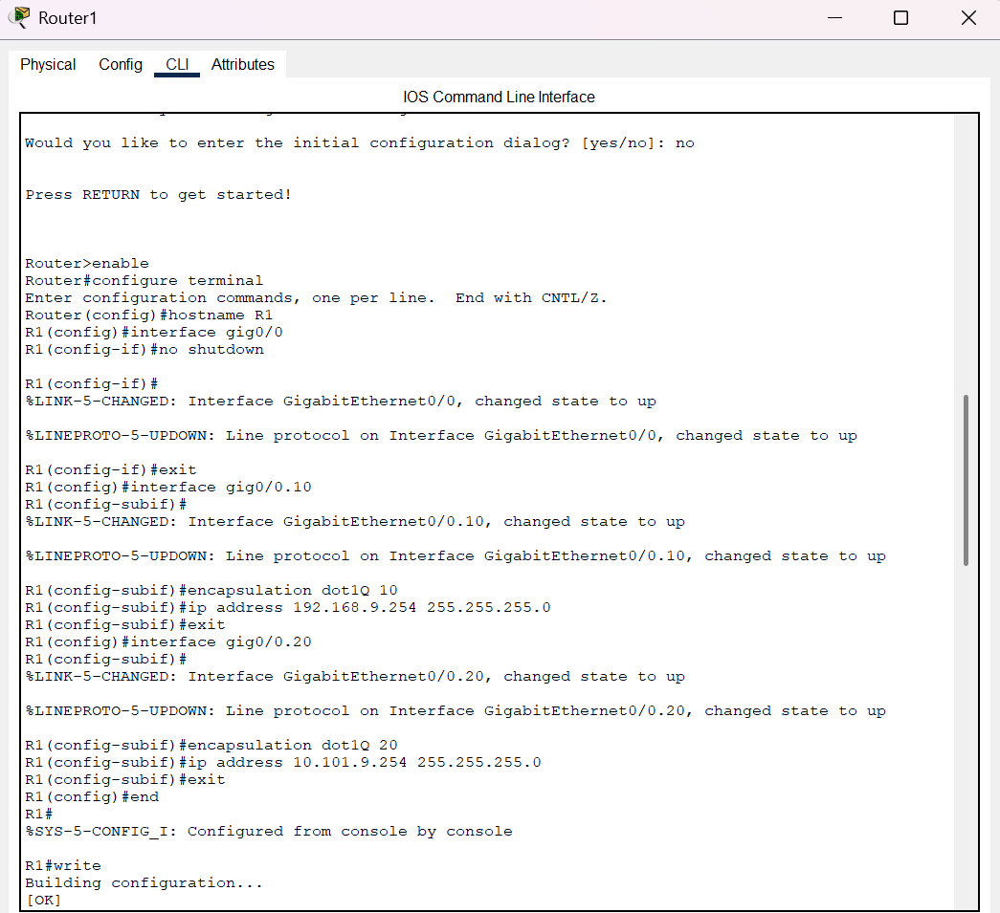 Router1
Physical Config CLI Attributes
IOS Command Line Interface
Would you like to enter the initial configuration dialog? [yes/no]: no
Press RETURN to get started!
Router>enable
Router#configure terminal
Enter configuration commands, one per line.  End with CNTL/Z.
Router(config)#hostname R1
R1(config)#interface gig0/0
R1(config-if)#no shutdown
R1(config-if)#
%LINK-5-CHANGED: Interface GigabitEthernet0/0, changed state to up
%LINEPROTO-5-UPDOWN: Line protocol on Interface GigabitEthernet0/0, changed state to up
R1(config-if)#exit
R1(config)#interface gig0/0.10
R1(config-subif)#
%LINK-5-CHANGED: Interface GigabitEthernet0/0.10, changed state to up
%LINEPROTO-5-UPDOWN: Line protocol on Interface GigabitEthernet0/0.10, changed state to up
R1(config-subif)#encapsulation dot1Q 10
R1(config-subif)#ip address 192.168.9.254 255.255.255.0
R1(config-subif)#exit
R1(config)#interface gig0/0.20
R1(config-subif)#
%LINK-5-CHANGED: Interface GigabitEthernet0/0.20, changed state to up
%LINEPROTO-5-UPDOWN: Line protocol on Interface GigabitEthernet0/0.20, changed state to up
R1(config-subif)#encapsulation dot1Q 20
R1(config-subif)#ip address 10.101.9.254 255.255.255.0
R1(config-subif)#exit
R1(config)#end
R1#
%SYS-5-CONFIG_I: Configured from console by console
R1#write
Building configuration...
[OK]